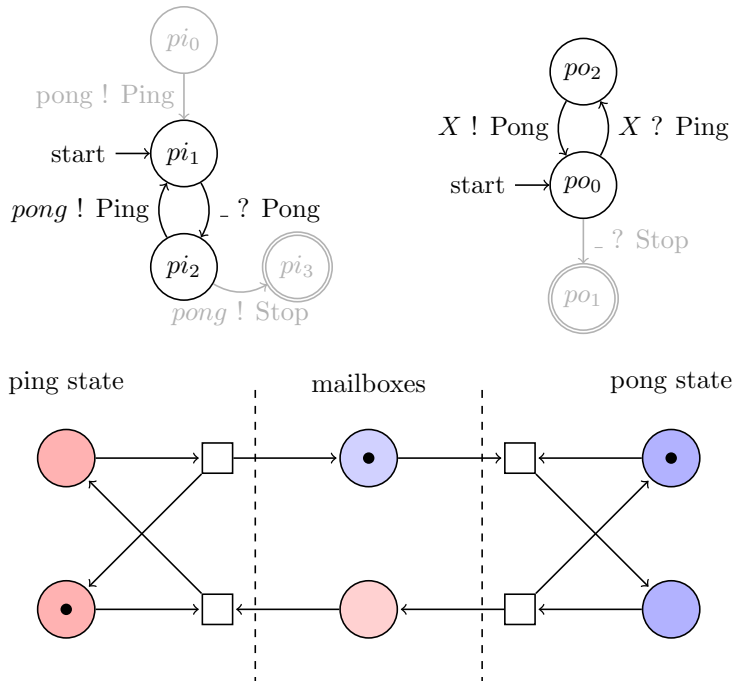 pi₀
po₂
pong ! Ping
X ! Pong
X ? Ping
start
pi₁
start
po₀
pong ! Ping
_ ? Pong
_ ? Stop
pi₂
pi₃
po₁
pong ! Stop
ping state
mailboxes
pong state